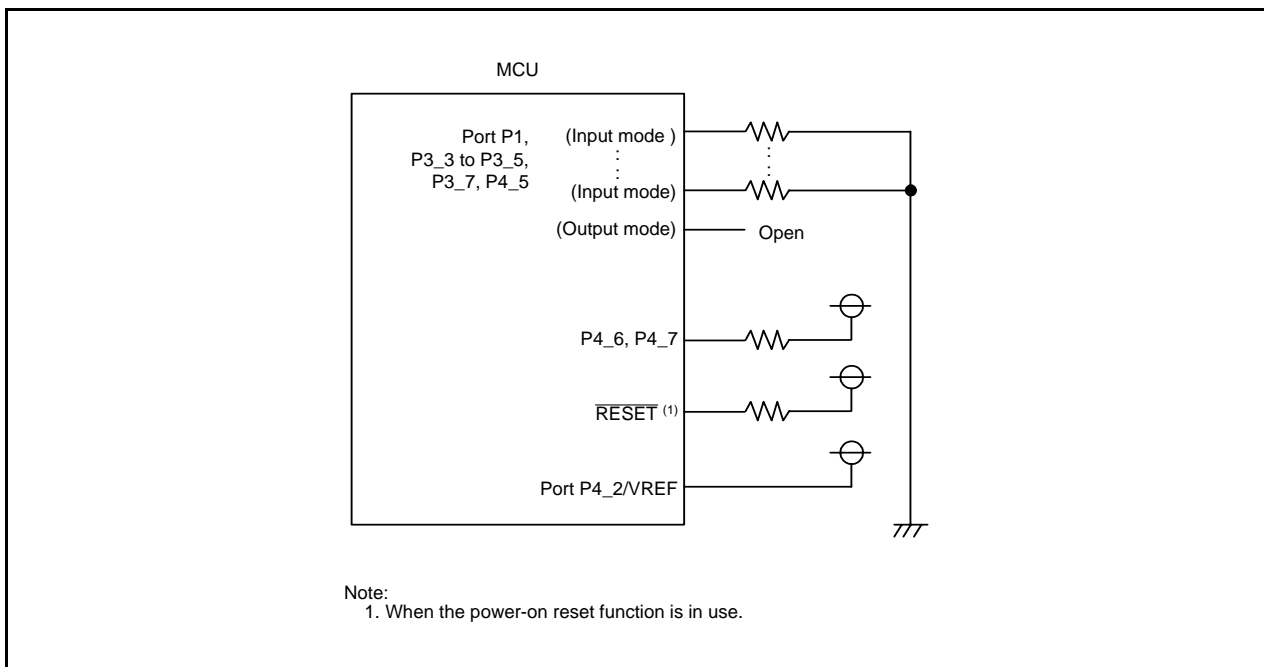 MCU
Port P1,
P3_3 to P3_5,
P3_7, P4_5
(Input mode )
(Input mode)
(Output mode)
Open
P4_6, P4_7
RESET (1)
Port P4_2/VREF
Note:
1. When the power-on reset function is in use.